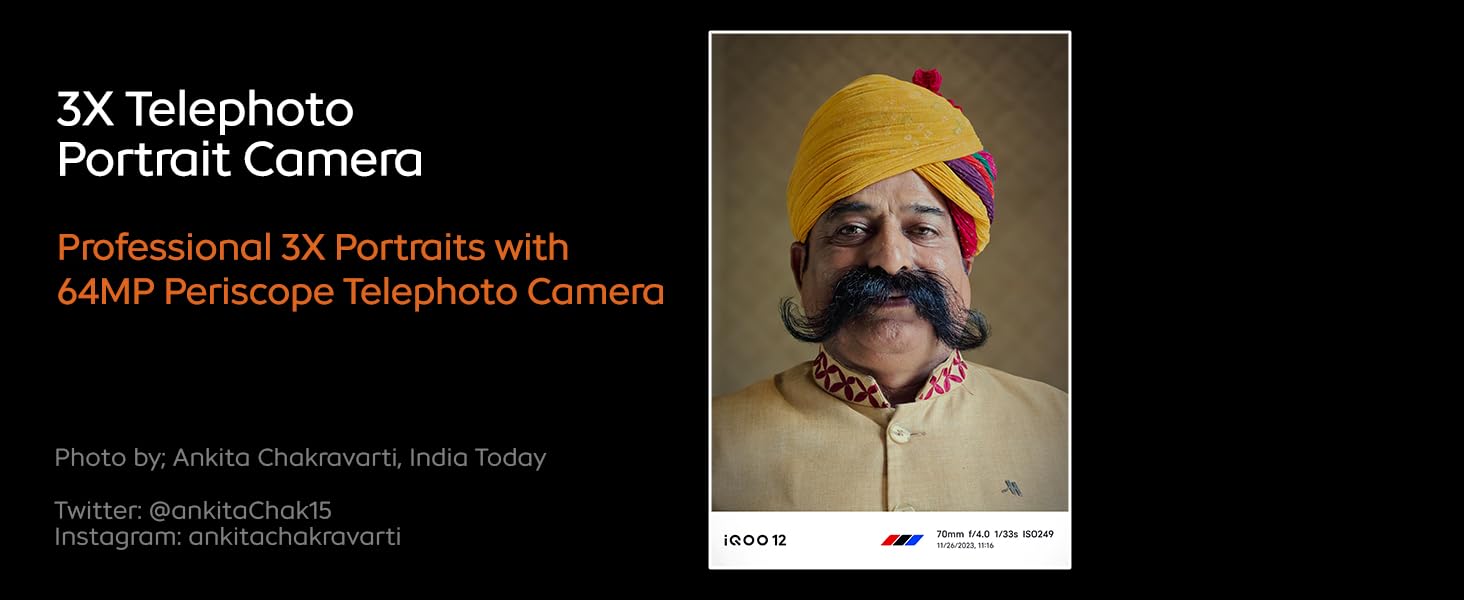 3X Telephoto
Portrait Camera
Professional 3X Portraits with
64MP Periscope Telephoto Camera
Photo by; Ankita Chakravarti, India Today
Twitter: @ankitaChak15
Instagram: ankitachakravarti
iQOO 12
70mm f/4.0 1/33s ISO249
11/26/2023, 11:16